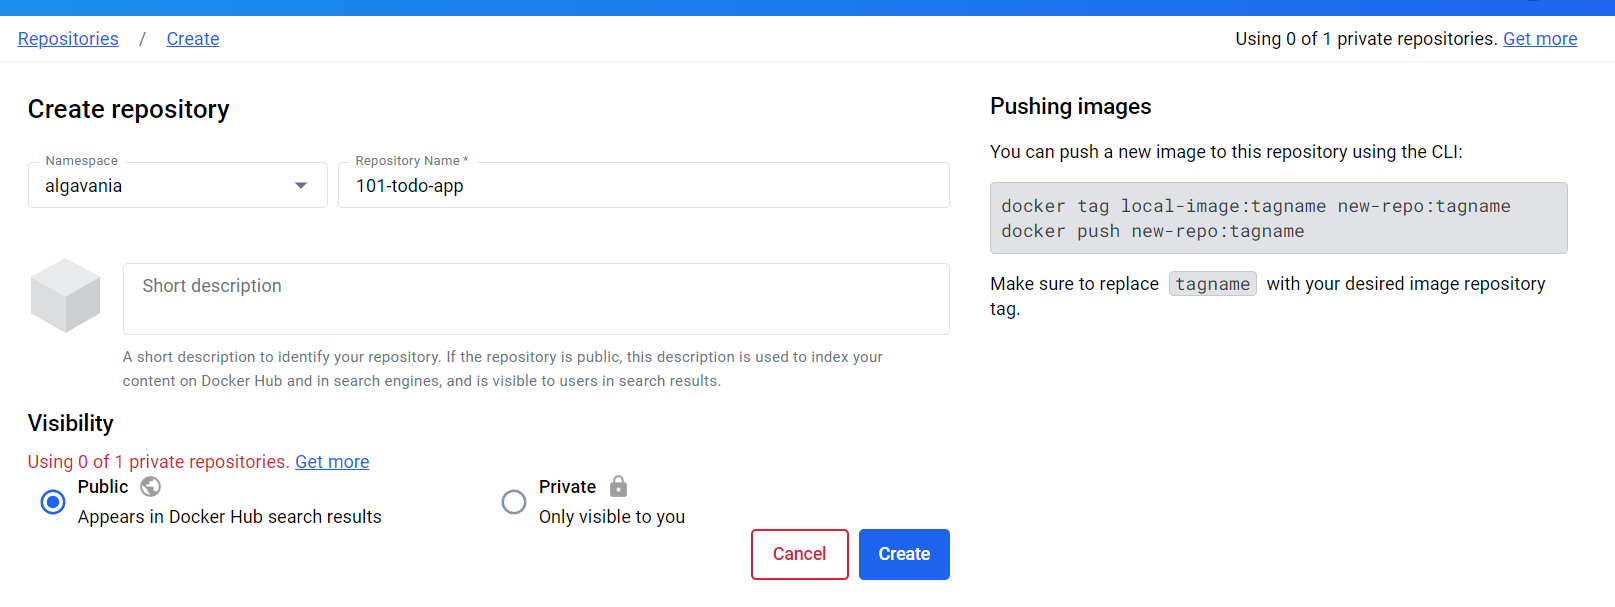 Repositories / Create
Using 0 of 1 private repositories. Get more
Create repository
Namespace
algavania
Repository Name *
101-todo-app
Short description
A short description to identify your repository. If the repository is public, this description is used to index your
content on Docker Hub and in search engines, and is visible to users in search results.
Visibility
Using 0 of 1 private repositories. Get more
Public
Appears in Docker Hub search results
Private
Only visible to you
Cancel
Create
Pushing images
You can push a new image to this repository using the CLI:
docker tag local-image:tagname new-repo:tagname
docker push new-repo:tagname
Make sure to replace tagname with your desired image repository
tag.